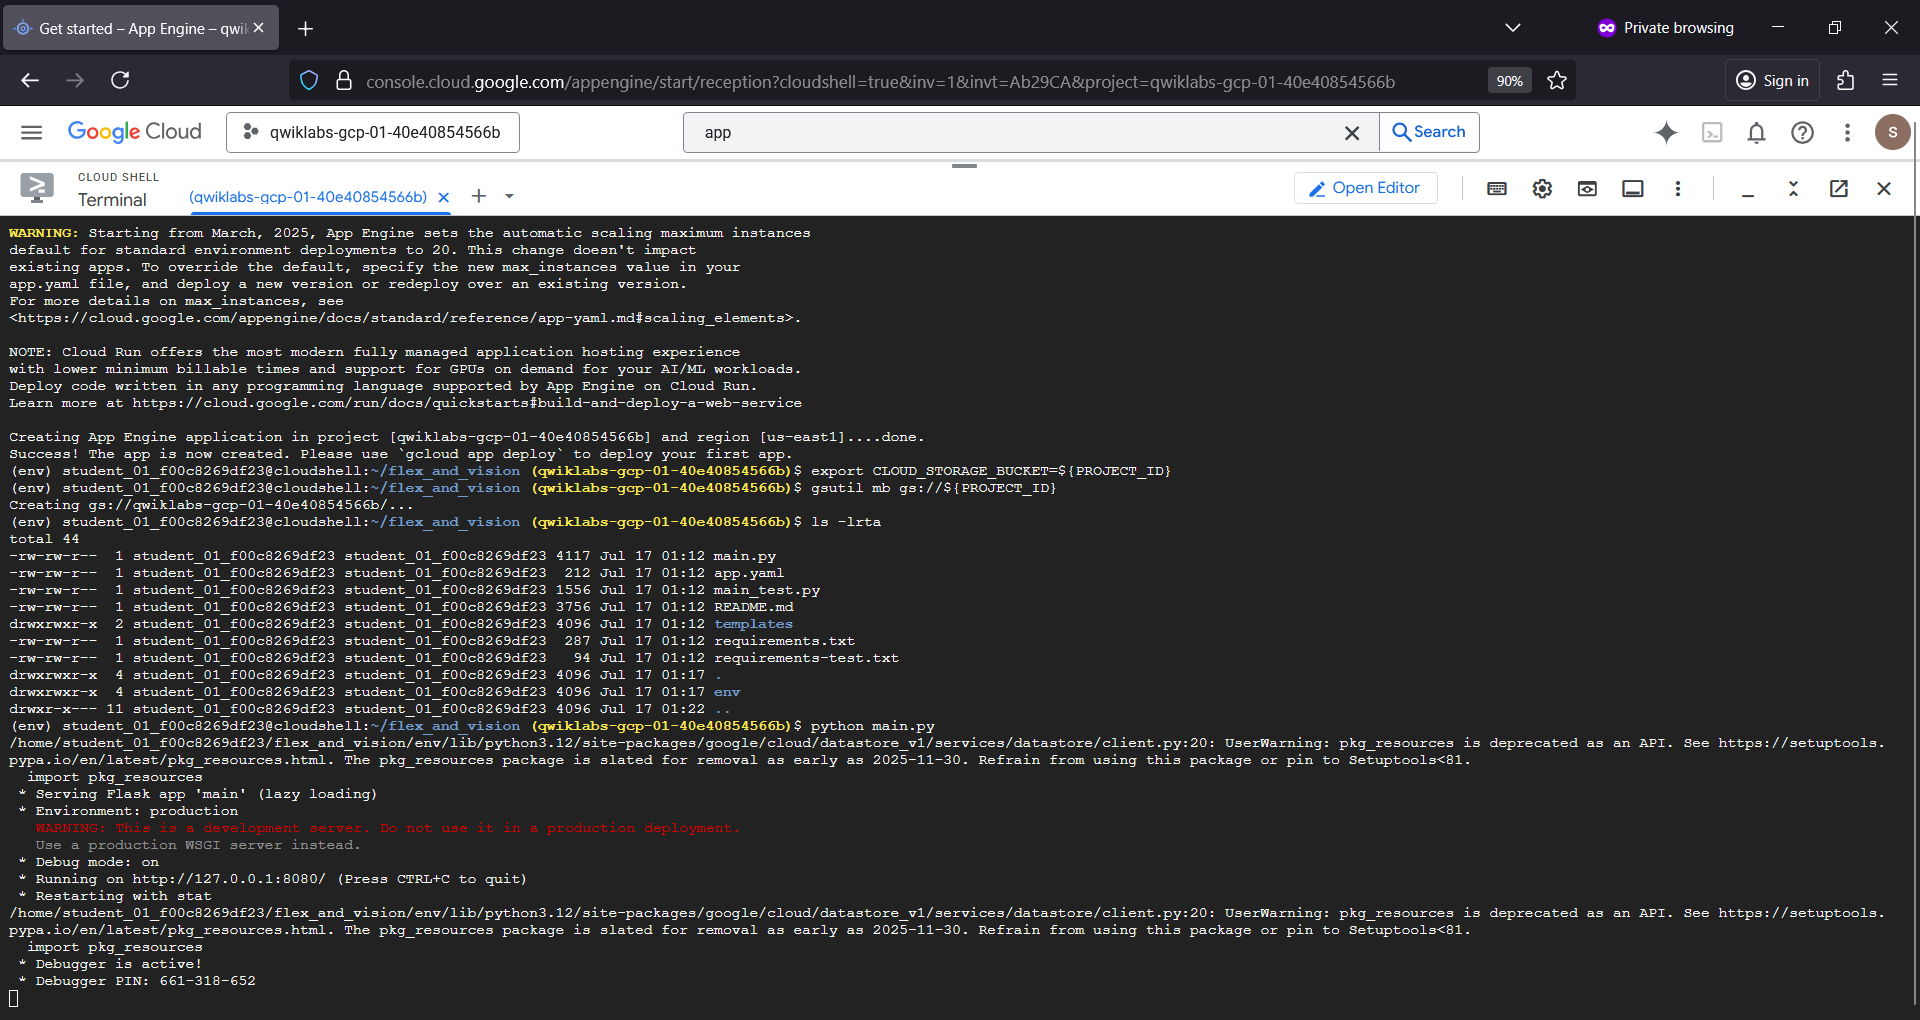 Get started – App Engine – qwi
Private browsing
console.cloud.google.com/appengine/start/reception?cloudshell=true&inv=1&invt=Ab29CA&project=qwiklabs-gcp-01-40e40854566b
90%
Sign in
Google Cloud
qwiklabs-gcp-01-40e40854566b
app
Search
S
CLOUD SHELL
Terminal
(qwiklabs-gcp-01-40e40854566b)
Open Editor
WARNING: Starting from March, 2025, App Engine sets the automatic scaling maximum instances
default for standard environment deployments to 20. This change doesn't impact
existing apps. To override the default, specify the new max_instances value in your
app.yaml file, and deploy a new version or redeploy over an existing version.
For more details on max_instances, see
<https://cloud.google.com/appengine/docs/standard/reference/app-yaml.md#scaling_elements>.
NOTE: Cloud Run offers the most modern fully managed application hosting experience
with lower minimum billable times and support for GPUs on demand for your AI/ML workloads.
Deploy code written in any programming language supported by App Engine on Cloud Run.
Learn more at https://cloud.google.com/run/docs/quickstarts#build-and-deploy-a-web-service
Creating App Engine application in project [qwiklabs-gcp-01-40e40854566b] and region [us-east1]....done.
Success! The app is now created. Please use `gcloud app deploy` to deploy your first app.
(env) student_01_f00c8269df23@cloudshell:~/flex_and_vision (qwiklabs-gcp-01-40e40854566b)$ export CLOUD_STORAGE_BUCKET=${PROJECT_ID}
(env) student_01_f00c8269df23@cloudshell:~/flex_and_vision (qwiklabs-gcp-01-40e40854566b)$ gsutil mb gs://${PROJECT_ID}
Creating gs://qwiklabs-gcp-01-40e40854566b/...
(env) student_01_f00c8269df23@cloudshell:~/flex_and_vision (qwiklabs-gcp-01-40e40854566b)$ ls -lrta
total 44
-rw-rw-r--  1 student_01_f00c8269df23 student_01_f00c8269df23 4117 Jul 17 01:12 main.py
-rw-rw-r--  1 student_01_f00c8269df23 student_01_f00c8269df23  212 Jul 17 01:12 app.yaml
-rw-rw-r--  1 student_01_f00c8269df23 student_01_f00c8269df23 1556 Jul 17 01:12 main_test.py
-rw-rw-r--  1 student_01_f00c8269df23 student_01_f00c8269df23 3756 Jul 17 01:12 README.md
drwxrwxr-x  2 student_01_f00c8269df23 student_01_f00c8269df23 4096 Jul 17 01:12 templates
-rw-rw-r--  1 student_01_f00c8269df23 student_01_f00c8269df23  287 Jul 17 01:12 requirements.txt
-rw-rw-r--  1 student_01_f00c8269df23 student_01_f00c8269df23   94 Jul 17 01:12 requirements-test.txt
drwxrwxr-x  4 student_01_f00c8269df23 student_01_f00c8269df23 4096 Jul 17 01:17 .
drwxrwxr-x  4 student_01_f00c8269df23 student_01_f00c8269df23 4096 Jul 17 01:17 env
drwxr-x--- 11 student_01_f00c8269df23 student_01_f00c8269df23 4096 Jul 17 01:22 ..
(env) student_01_f00c8269df23@cloudshell:~/flex_and_vision (qwiklabs-gcp-01-40e40854566b)$ python main.py
/home/student_01_f00c8269df23/flex_and_vision/env/lib/python3.12/site-packages/google/cloud/datastore_v1/services/datastore/client.py:20: UserWarning: pkg_resources is deprecated as an API. See https://setuptools.
pypa.io/en/latest/pkg_resources.html. The pkg_resources package is slated for removal as early as 2025-11-30. Refrain from using this package or pin to Setuptools<81.
import pkg_resources
* Serving Flask app 'main' (lazy loading)
* Environment: production
WARNING: This is a development server. Do not use it in a production deployment.
Use a production WSGI server instead.
* Debug mode: on
* Running on http://127.0.0.1:8080/ (Press CTRL+C to quit)
* Restarting with stat
/home/student_01_f00c8269df23/flex_and_vision/env/lib/python3.12/site-packages/google/cloud/datastore_v1/services/datastore/client.py:20: UserWarning: pkg_resources is deprecated as an API. See https://setuptools.
pypa.io/en/latest/pkg_resources.html. The pkg_resources package is slated for removal as early as 2025-11-30. Refrain from using this package or pin to Setuptools<81.
import pkg_resources
* Debugger is active!
* Debugger PIN: 661-318-652